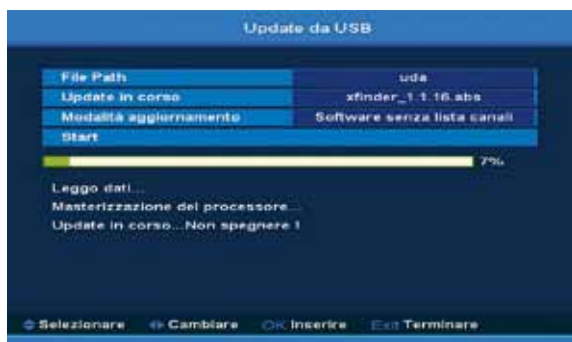 Update da USB
File Path uda
Update in corso xfinder_1.1.16.abs
Modalità aggiornamento Software senza lista canali
Start
7%
Leggo dati...
Masterizzazione del processore...
Update in corso...Non spegnere !
Selezionare Cambiare OK Inserire Exit Terminare